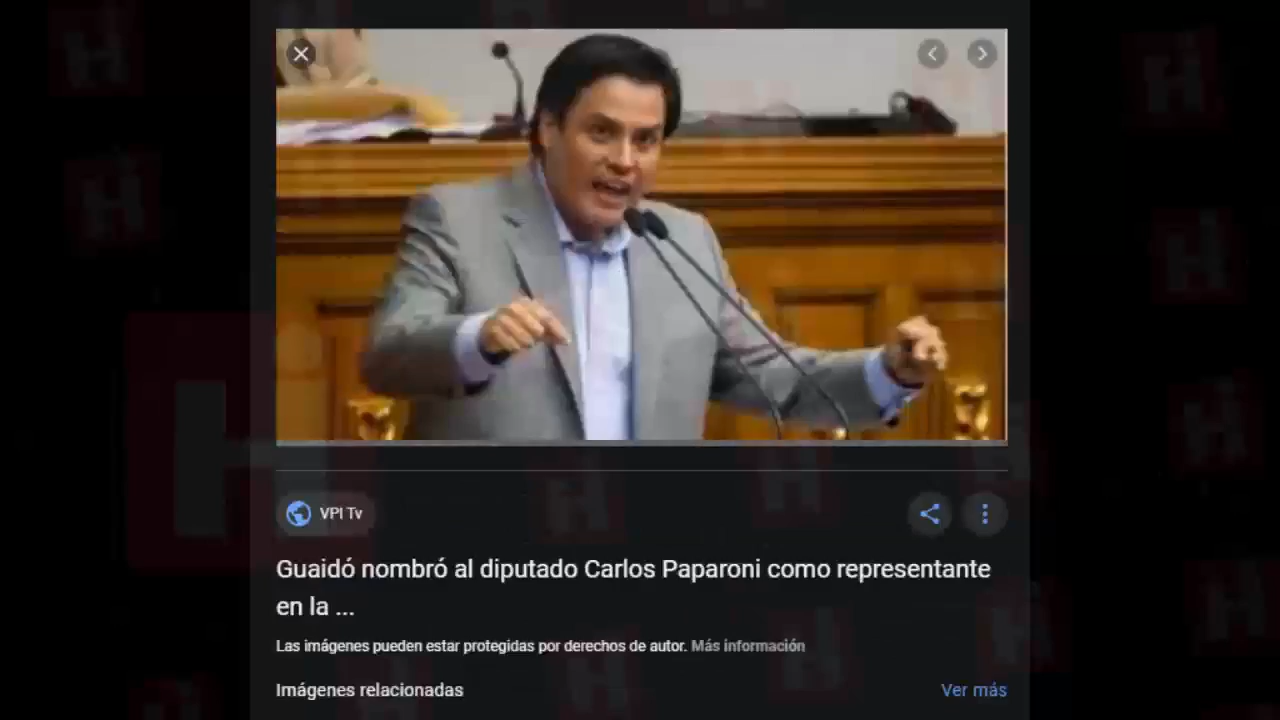 VPI Tv
Guaidó nombró al diputado Carlos Paparoni como representante
en la ...
Las imágenes pueden estar protegidas por derechos de autor. Más información
Imágenes relacionadas
Ver más